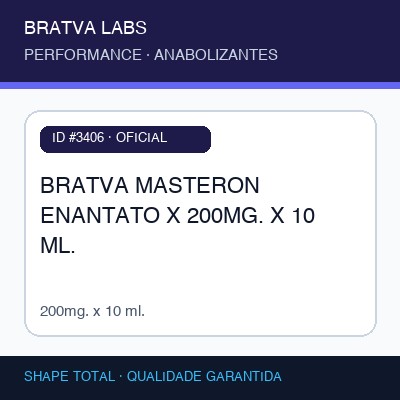 BRATVA LABS
PERFORMANCE · ANABOLIZANTES
ID #3406 · OFICIAL
BRATVA MASTERON
ENANTATO X 200MG. X 10
ML.
200mg. x 10 ml.
SHAPE TOTAL · QUALIDADE GARANTIDA